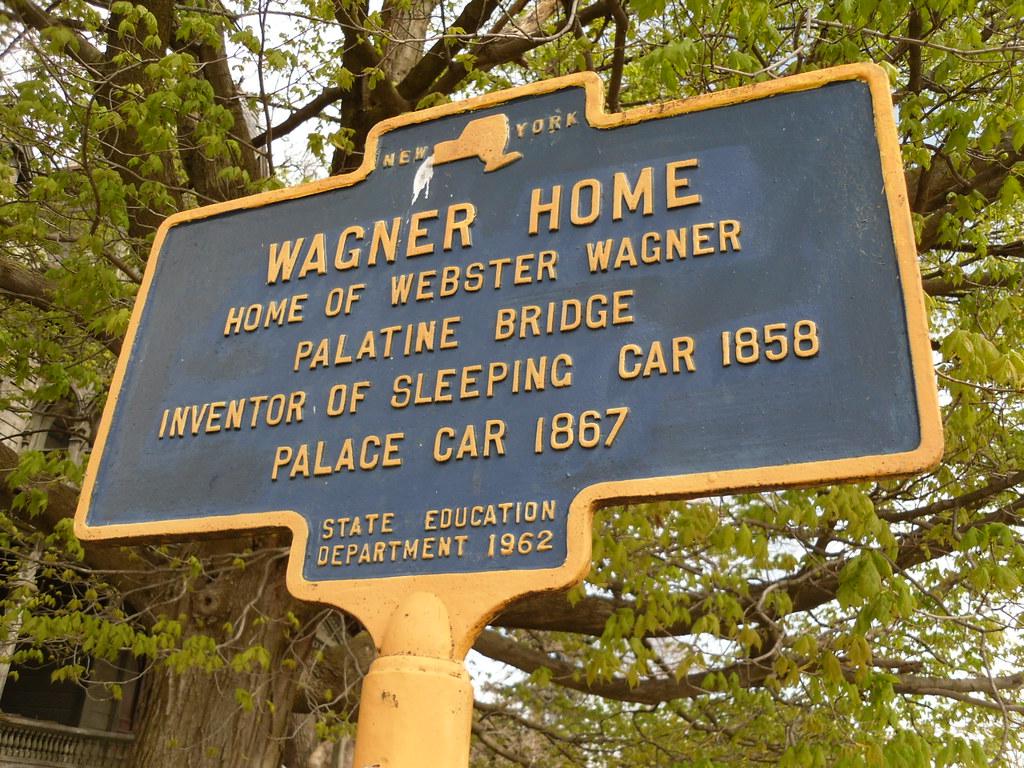 NEW YORK
WAGNER HOME
HOME OF WEBSTER WAGNER
PALATINE BRIDGE
INVENTOR OF SLEEPING CAR 1858
PALACE CAR 1867
STATE EDUCATION
DEPARTMENT 1962